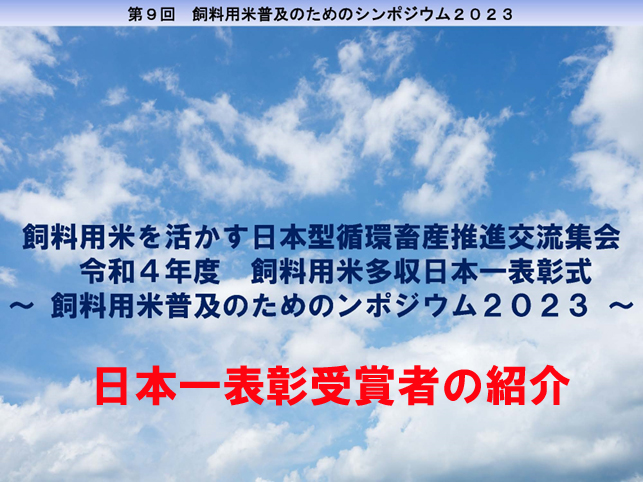 第９回　飼料用米普及のためのシンポジウム２０２３
飼料用米を活かす日本型循環畜産推進交流集会
令和４年度　飼料用米多収日本一表彰式
～ 飼料用米普及のためのンポジウム２０２３ ～
日本一表彰受賞者の紹介